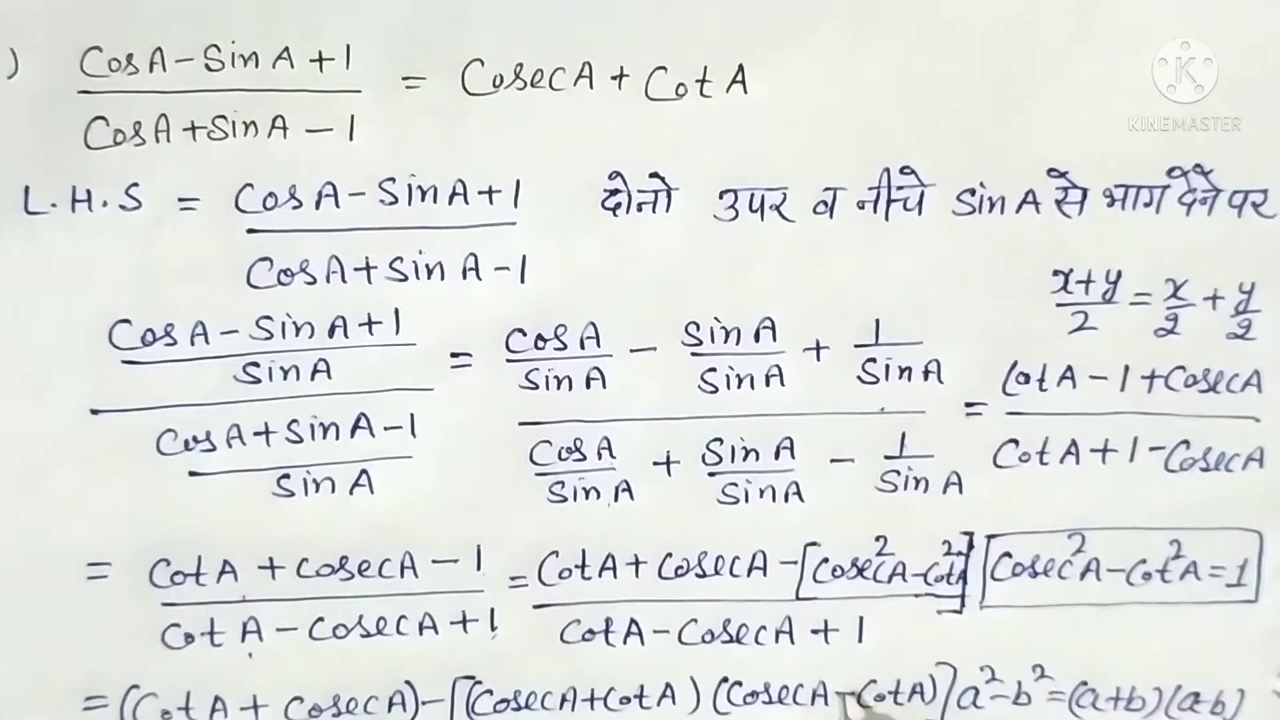 ) (CosA - SinA + 1)/(CosA + SinA - 1) = CosecA + CotA
KINEMASTER
L.H.S = (CosA - SinA + 1)/(CosA + SinA - 1) दोनो उपर व नीचे SinA से भाग देने पर
(x+y)/2 = x/2 + y/2
((CosA - SinA + 1)/SinA)/((CosA + SinA - 1)/SinA) = (CosA/SinA - SinA/SinA + 1/SinA)/(CosA/SinA + SinA/SinA - 1/SinA) = (CotA - 1 + CosecA)/(CotA + 1 - CosecA)
= (CotA + CosecA - 1)/(CotA - CosecA + 1) = (CotA + CosecA - [Cosec²A - Cot²A])/(CotA - CosecA + 1) [Cosec²A - Cot²A = 1]
= (CotA + CosecA) - [(CosecA + CotA)(CosecA - CotA)] a² - b² = (a+b)(a-b)